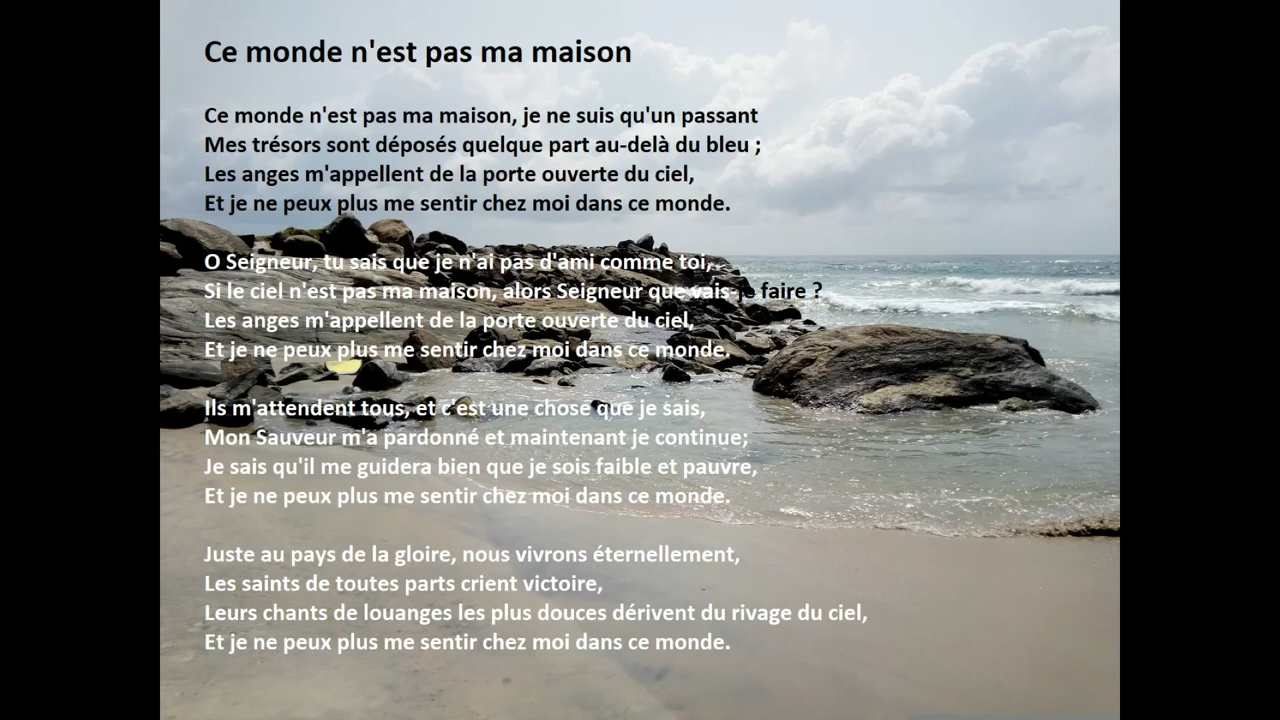 Ce monde n'est pas ma maison
Ce monde n'est pas ma maison, je ne suis qu'un passant
Mes trésors sont déposés quelque part au-delà du bleu ;
Les anges m'appellent de la porte ouverte du ciel,
Et je ne peux plus me sentir chez moi dans ce monde.
O Seigneur, tu sais que je n'ai pas d'ami comme toi,
Si le ciel n'est pas ma maison, alors Seigneur que vais-je faire ?
Les anges m'appellent de la porte ouverte du ciel,
Et je ne peux plus me sentir chez moi dans ce monde.
Ils m'attendent tous, et c'est une chose que je sais,
Mon Sauveur m'a pardonné et maintenant je continue;
Je sais qu'il me guidera bien que je sois faible et pauvre,
Et je ne peux plus me sentir chez moi dans ce monde.
Juste au pays de la gloire, nous vivrons éternellement,
Les saints de toutes parts crient victoire,
Leurs chants de louanges les plus douces dérivent du rivage du ciel,
Et je ne peux plus me sentir chez moi dans ce monde.